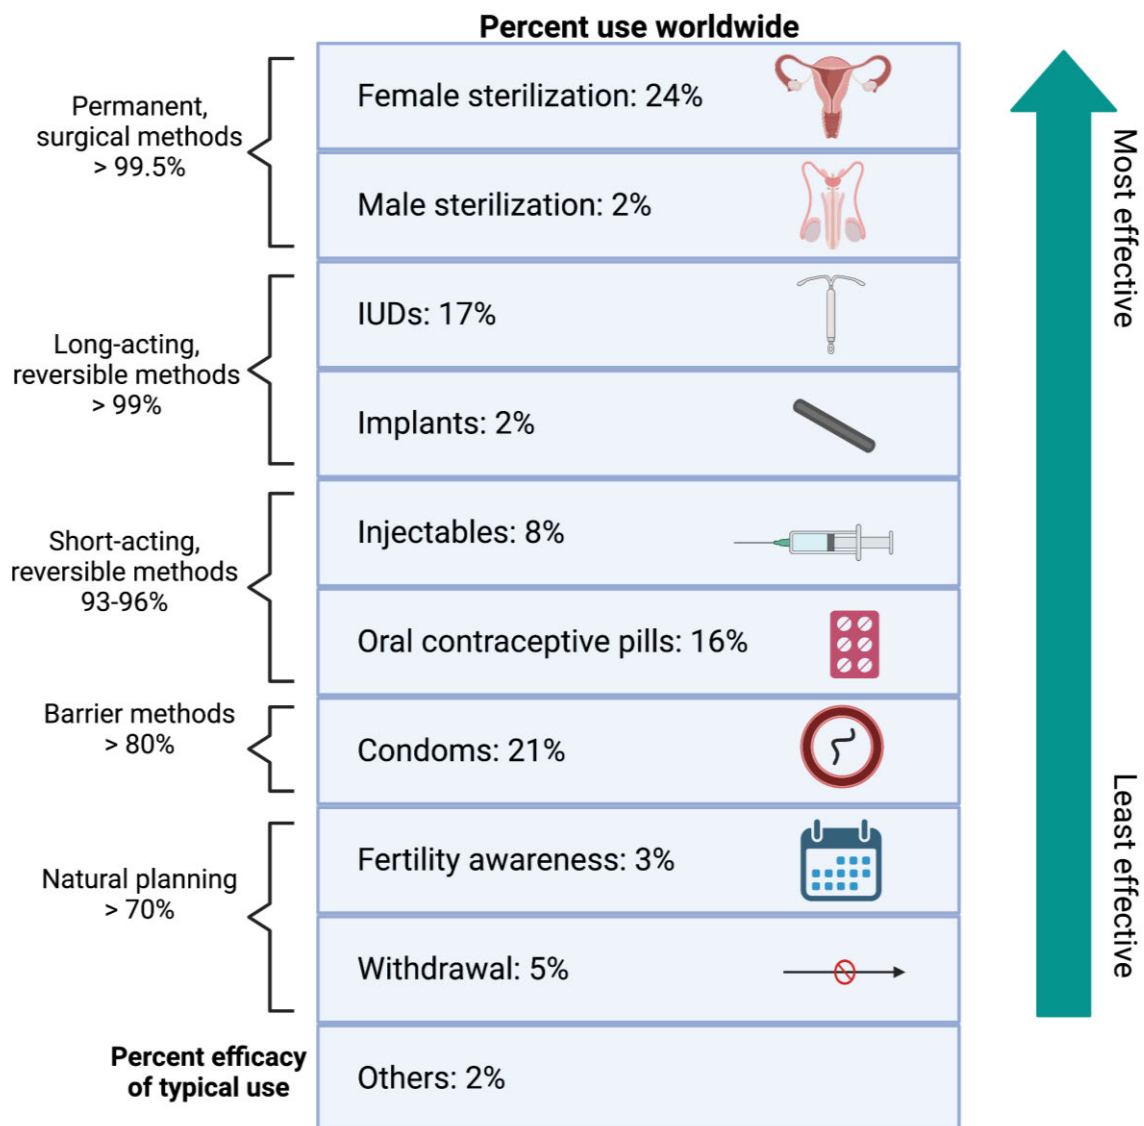 Percent use worldwide
Permanent,
surgical methods
> 99.5%
Female sterilization: 24%
Male sterilization: 2%
Long-acting,
reversible methods
> 99%
IUDs: 17%
Implants: 2%
Short-acting,
reversible methods
93-96%
Injectables: 8%
Oral contraceptive pills: 16%
Barrier methods
> 80%
Condoms: 21%
Natural planning
> 70%
Fertility awareness: 3%
Withdrawal: 5%
Percent efficacy
of typical use
Others: 2%
Most effective
Least effective